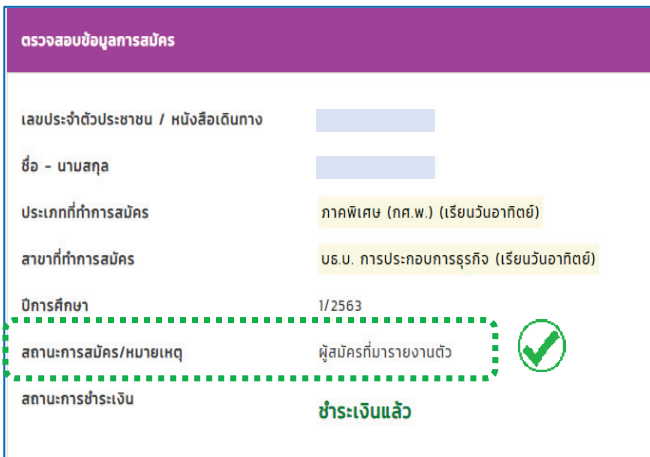 ตรวจสอบข้อมูลการสมัคร
เลขประจำตัวประชาชน / หนังสือเดินทาง
ชื่อ - นามสกุล
ประเภทที่ทำการสมัคร ภาคพิเศษ (กศ.พ.) (เรียนวันอาทิตย์)
สาขาที่ทำการสมัคร บธ.บ. การประกอบการธุรกิจ (เรียนวันอาทิตย์)
ปีการศึกษา 1/2563
สถานะการสมัคร/หมายเหตุ ผู้สมัครที่มารายงานตัว
สถานะการชำระเงิน ชำระเงินแล้ว